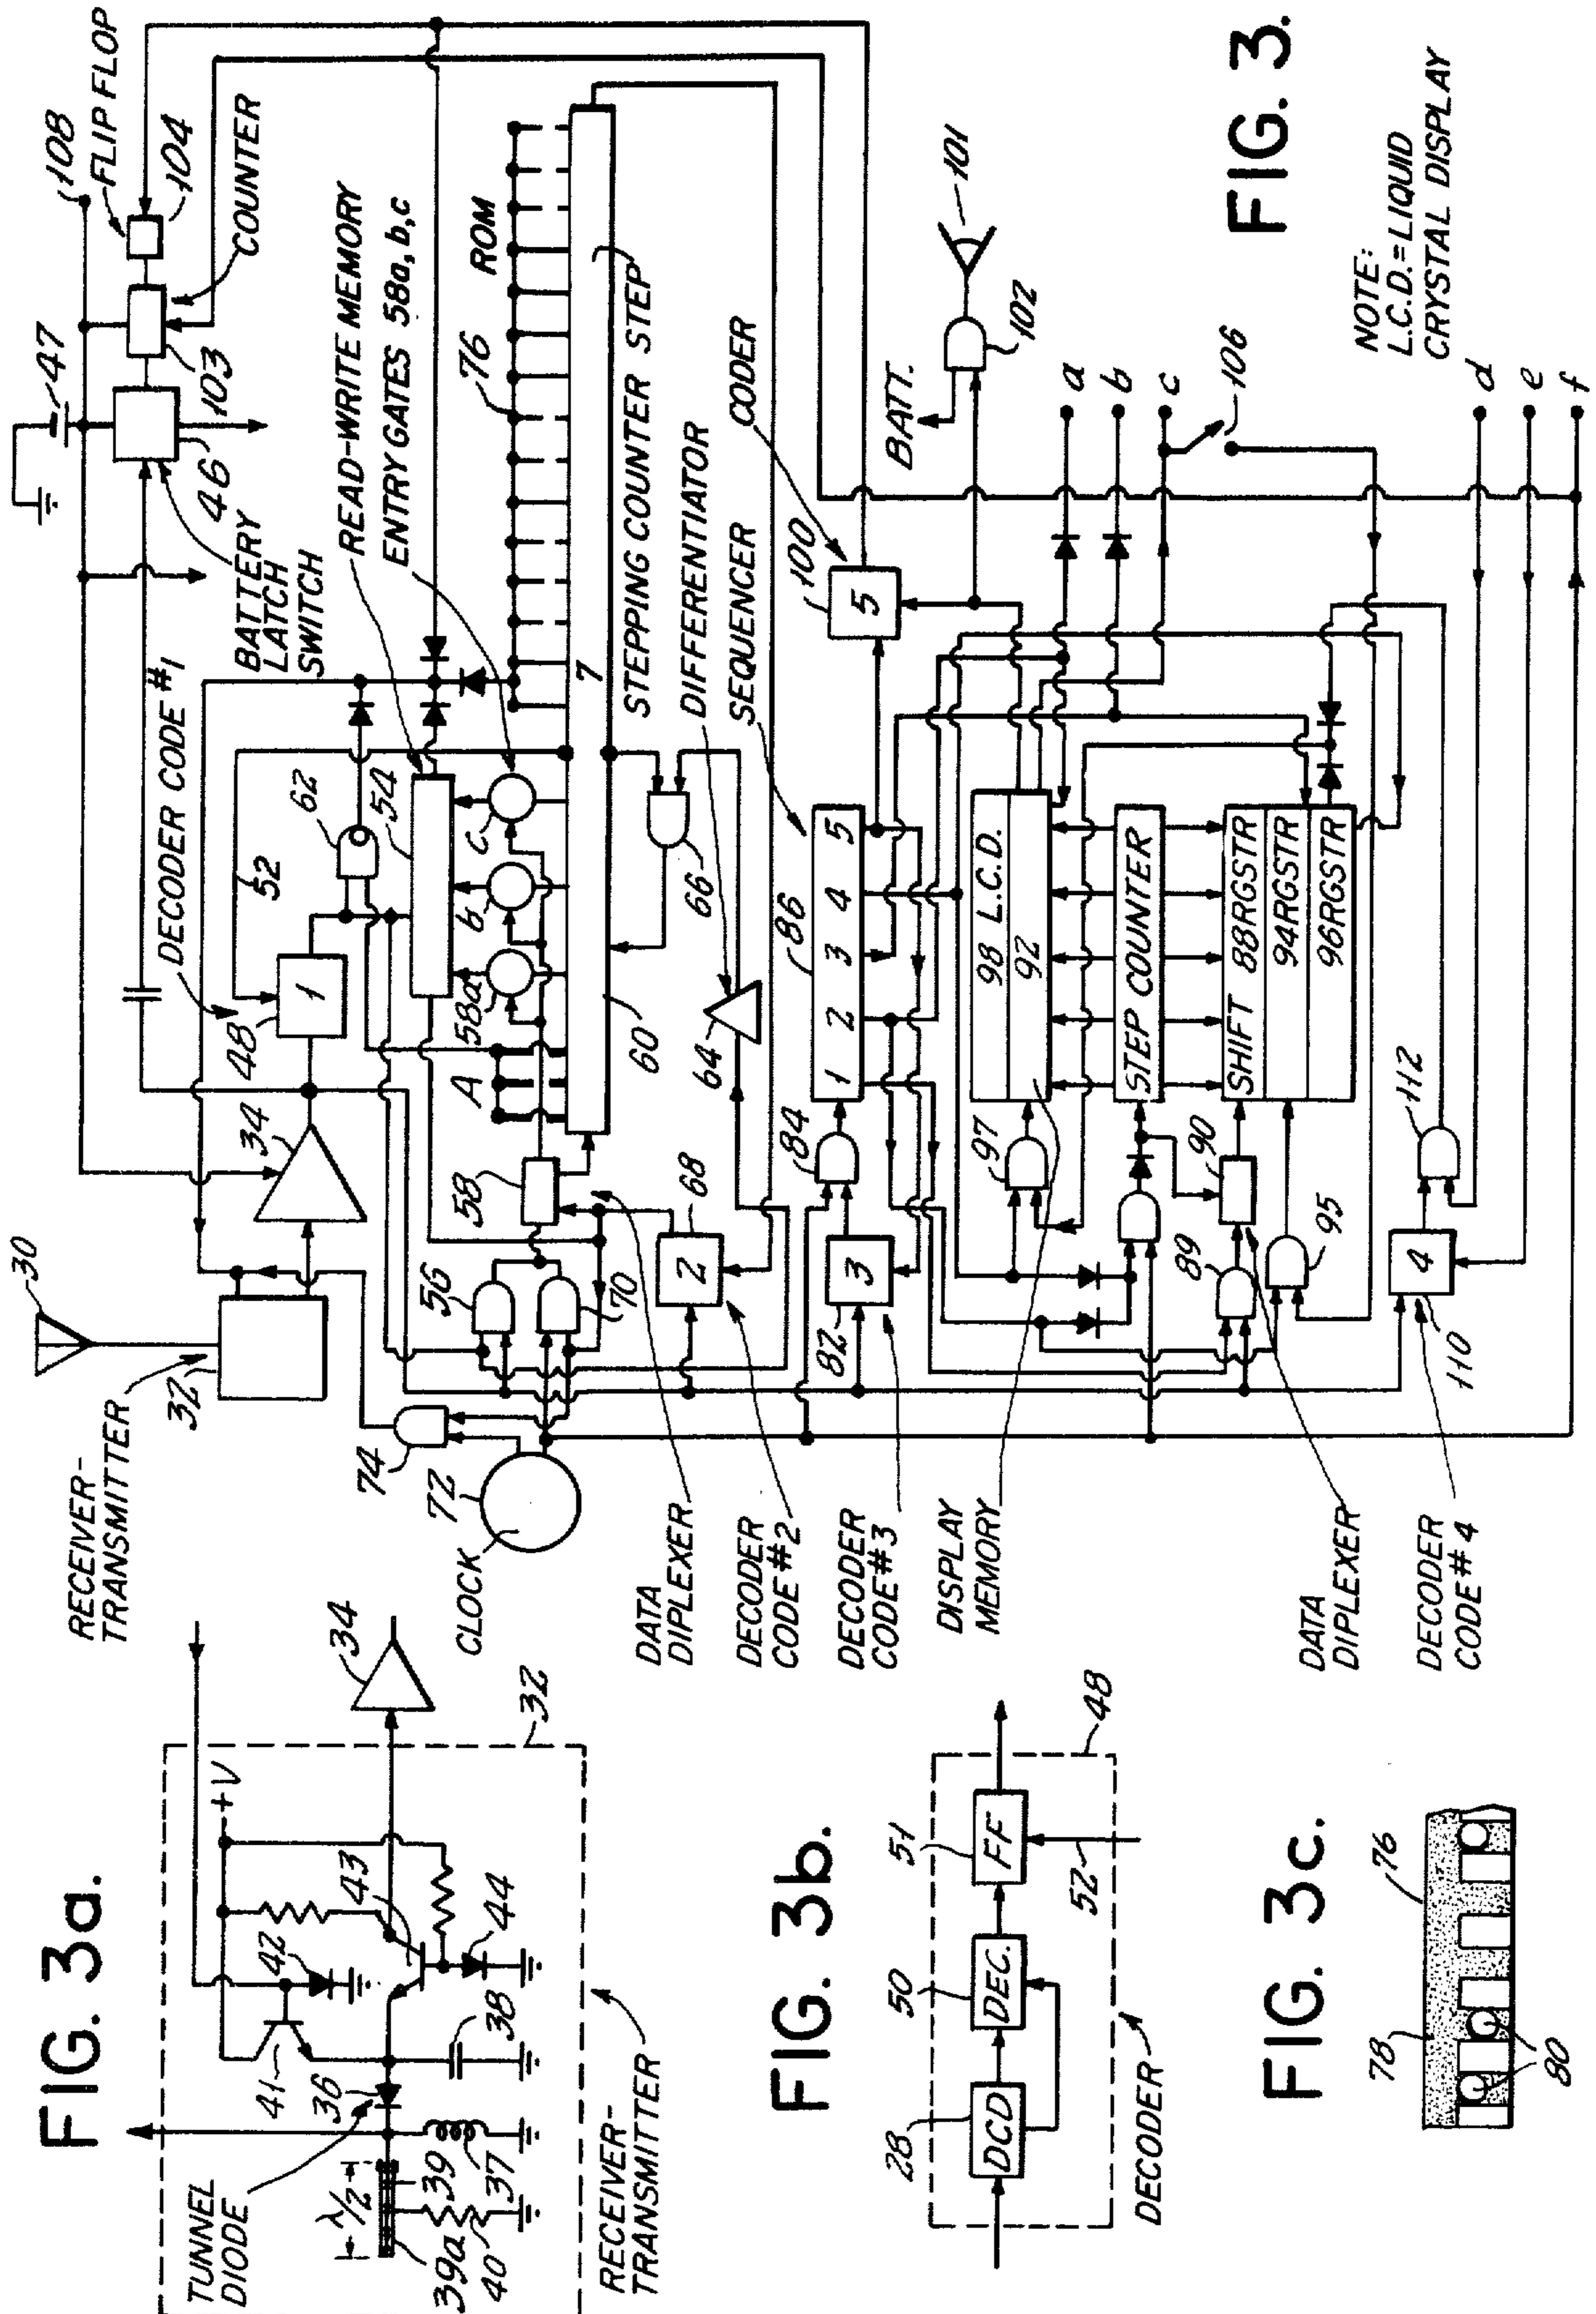 FIG. 3a.
TUNNEL
DIODE
λ/2
39a
39
40
37
36
41
42
38
43
44
+V
34
32
RECEIVER-
TRANSMITTER
FIG. 3b.
28
DCD
50
DEC.
51
FF
52
48
DECODER
FIG. 3c.
78
76
80
FIG. 3.
RECEIVER-
TRANSMITTER
30
32
34
74
72
CLOCK
DECODER CODE #1
48
1
52
BATTERY
LATCH
SWITCH
46
47
103
108
FLIP FLOP
104
COUNTER
READ-WRITE MEMORY
ENTRY GATES 58a,b,c
62
54
56
58
A
58a
b
c
70
ROM
76
7
60
STEPPING COUNTER STEP
66
64
DIFFERENTIATOR
DATA
DIPLEXER
68
2
DECODER
CODE #2
SEQUENCER
86
1 2 3 4 5
84
82
3
DECODER
CODE #3
CODER
100
5
BATT.
102
101
98 L.C.D.
92
97
DISPLAY
MEMORY
STEP COUNTER
SHIFT 88RGSTR
94RGSTR
96RGSTR
90
89
95
DATA
DIPLEXER
4
110
112
DECODER
CODE #4
a
b
c
106
d
e
f
NOTE:
L.C.D.=LIQUID
CRYSTAL DISPLAY